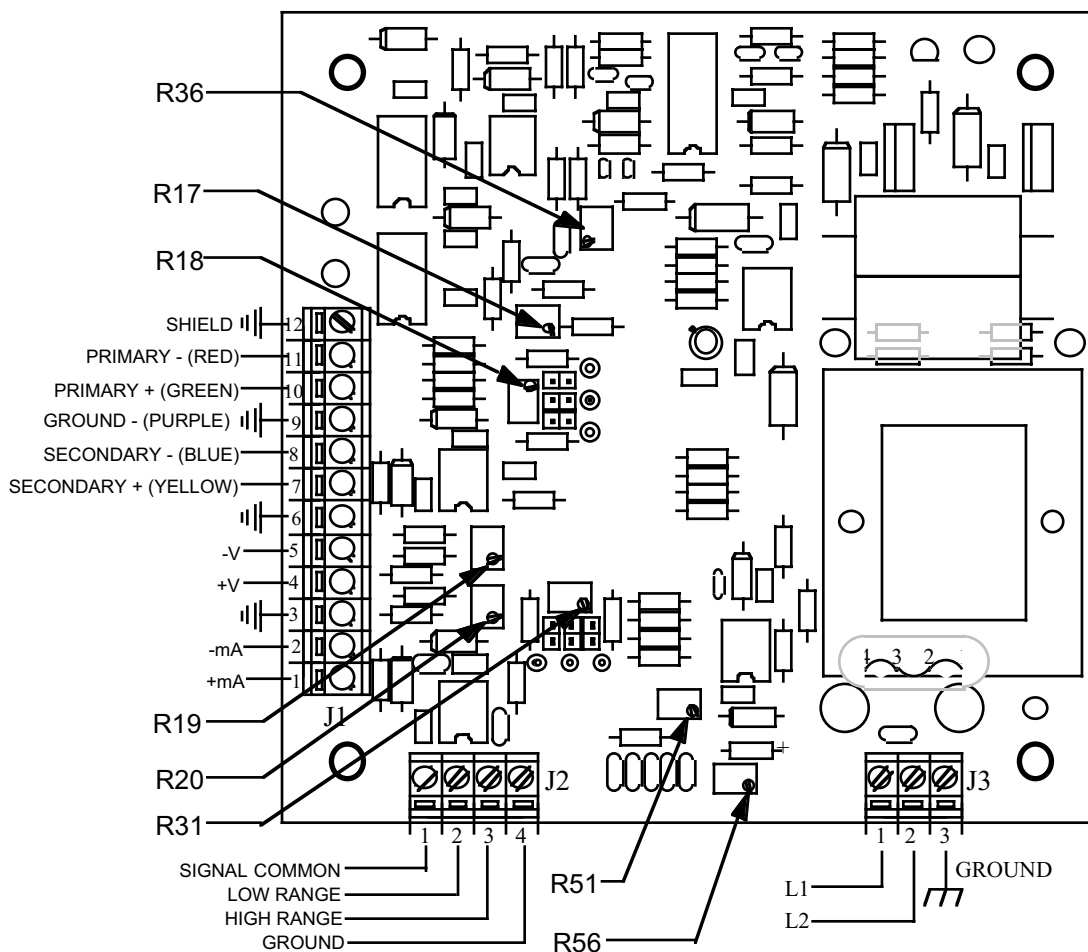 R36
R17
R18
SHIELD 12
PRIMARY - (RED) 11
PRIMARY + (GREEN) 10
GROUND - (PURPLE) 9
SECONDARY - (BLUE) 8
SECONDARY + (YELLOW) 7
6
-V 5
+V 4
3
-mA 2
+mA 1
J1
R19
R20
R31
4 3 2
+
J2
J3
1 2 3 4
1 2 3
SIGNAL COMMON
LOW RANGE
HIGH RANGE
GROUND
R51
R56
L1
L2
GROUND